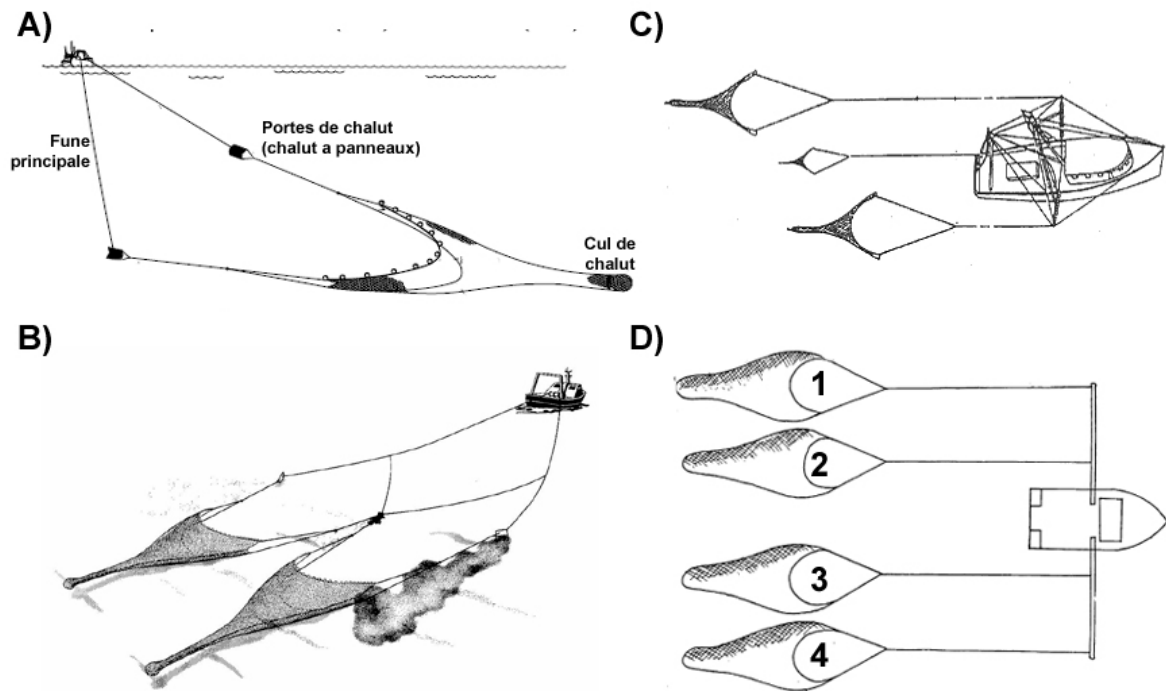 A)
Fune
principale
Portes de chalut
(chalut a panneaux)
Cul de
chalut
B)
C)
D)
1
2
3
4